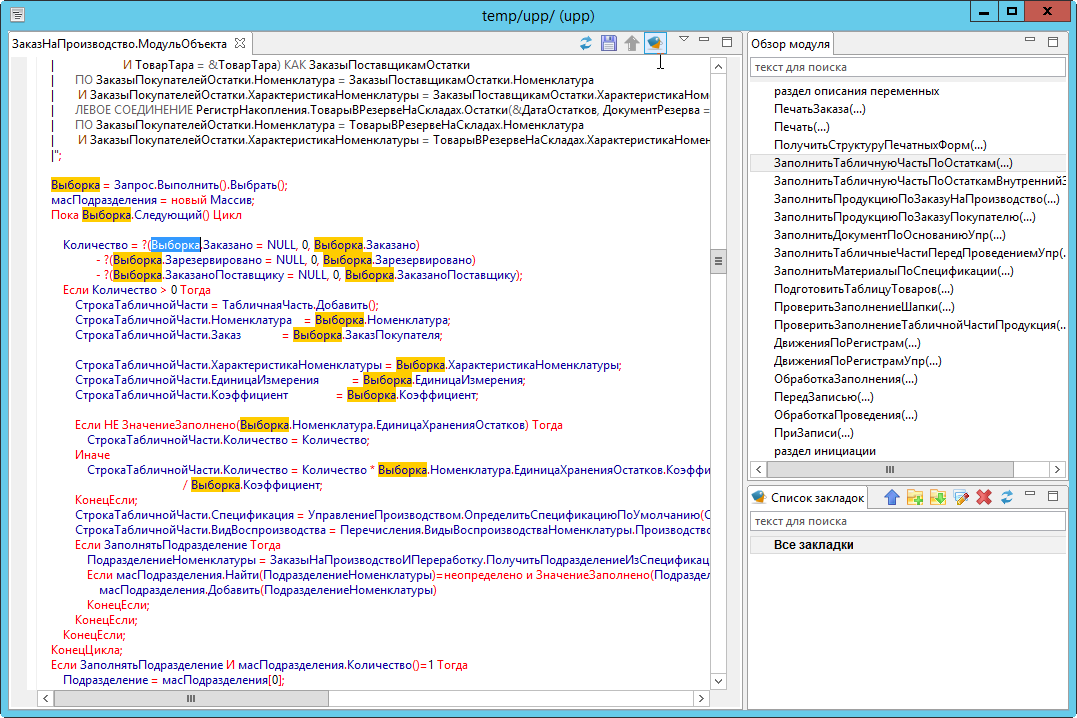 temp/upp/ (upp)
ЗаказНаПроизводство.МодульОбъекта
| И ТоварТара = &ТоварТара) КАК ЗаказыПоставщикамОстатки
| ПО ЗаказыПокупателейОстатки.Номенклатура = ЗаказыПоставщикамОстатки.Номенклатура
| И ЗаказыПокупателейОстатки.ХарактеристикаНоменклатуры = ЗаказыПоставщикамОстатки.ХарактеристикаНом
| ЛЕВОЕ СОЕДИНЕНИЕ РегистрНакопления.ТоварыВРезервеНаСкладах.Остатки(&ДатаОстатков, ДокументРезерва =
| ПО ЗаказыПокупателейОстатки.Номенклатура = ТоварыВРезервеНаСкладах.Номенклатура
| И ЗаказыПокупателейОстатки.ХарактеристикаНоменклатуры = ТоварыВРезервеНаСкладах.ХарактеристикаНомен
|";
Выборка = Запрос.Выполнить().Выбрать();
масПодразделения = новый Массив;
Пока Выборка.Следующий() Цикл
Количество = ?(Выборка.Заказано = NULL, 0, Выборка.Заказано)
- ?(Выборка.Зарезервировано = NULL, 0, Выборка.Зарезервировано)
- ?(Выборка.ЗаказаноПоставщику = NULL, 0, Выборка.ЗаказаноПоставщику);
Если Количество > 0 Тогда
СтрокаТабличнойЧасти = ТабличнаяЧасть.Добавить();
СтрокаТабличнойЧасти.Номенклатура = Выборка.Номенклатура;
СтрокаТабличнойЧасти.Заказ = Выборка.ЗаказПокупателя;
СтрокаТабличнойЧасти.ХарактеристикаНоменклатуры = Выборка.ХарактеристикаНоменклатуры;
СтрокаТабличнойЧасти.ЕдиницаИзмерения = Выборка.ЕдиницаИзмерения;
СтрокаТабличнойЧасти.Коэффициент = Выборка.Коэффициент;
Если НЕ ЗначениеЗаполнено(Выборка.Номенклатура.ЕдиницаХраненияОстатков) Тогда
СтрокаТабличнойЧасти.Количество = Количество;
Иначе
СтрокаТабличнойЧасти.Количество = Количество * Выборка.Номенклатура.ЕдиницаХраненияОстатков.Коэффи
/ Выборка.Коэффициент;
КонецЕсли;
СтрокаТабличнойЧасти.Спецификация = УправлениеПроизводством.ОпределитьСпецификациюПоУмолчанию(С
СтрокаТабличнойЧасти.ВидВоспроизводства = Перечисления.ВидыВоспроизводстваНоменклатуры.Производство
Если ЗаполнятьПодразделение Тогда
ПодразделениеНоменклатуры = ЗаказыНаПроизводствоИПереработку.ПолучитьПодразделениеИзСпецификац
Если масПодразделения.Найти(ПодразделениеНоменклатуры)=неопределено и ЗначениеЗаполнено(Подраздел
масПодразделения.Добавить(ПодразделениеНоменклатуры)
КонецЕсли;
КонецЕсли;
КонецЕсли;
КонецЦикла;
Если ЗаполнятьПодразделение И масПодразделения.Количество()=1 Тогда
Подразделение = масПодразделения[0];
Обзор модуля
текст для поиска
раздел описания переменных
ПечатьЗаказа(...)
Печать(...)
ПолучитьСтруктуруПечатныхФорм(...)
ЗаполнитьТабличнуюЧастьПоОстаткам(...)
ЗаполнитьТабличнуюЧастьПоОстаткамВнутреннийЗ
ЗаполнитьПродукциюПоЗаказуНаПроизводство(...)
ЗаполнитьПродукциюПоЗаказуПокупателю(...)
ЗаполнитьДокументПоОснованиюУпр(...)
ЗаполнитьТабличныеЧастиПередПроведениемУпр(...
ЗаполнитьМатериалыПоСпецификации(...)
ПодготовитьТаблицуТоваров(...)
ПроверитьЗаполнениеШапки(...)
ПроверитьЗаполнениеТабличнойЧастиПродукция(...
ДвиженияПоРегистрам(...)
ДвиженияПоРегистрамУпр(...)
ОбработкаЗаполнения(...)
ПередЗаписью(...)
ОбработкаПроведения(...)
ПриЗаписи(...)
раздел инициации
Список закладок
текст для поиска
Все закладки